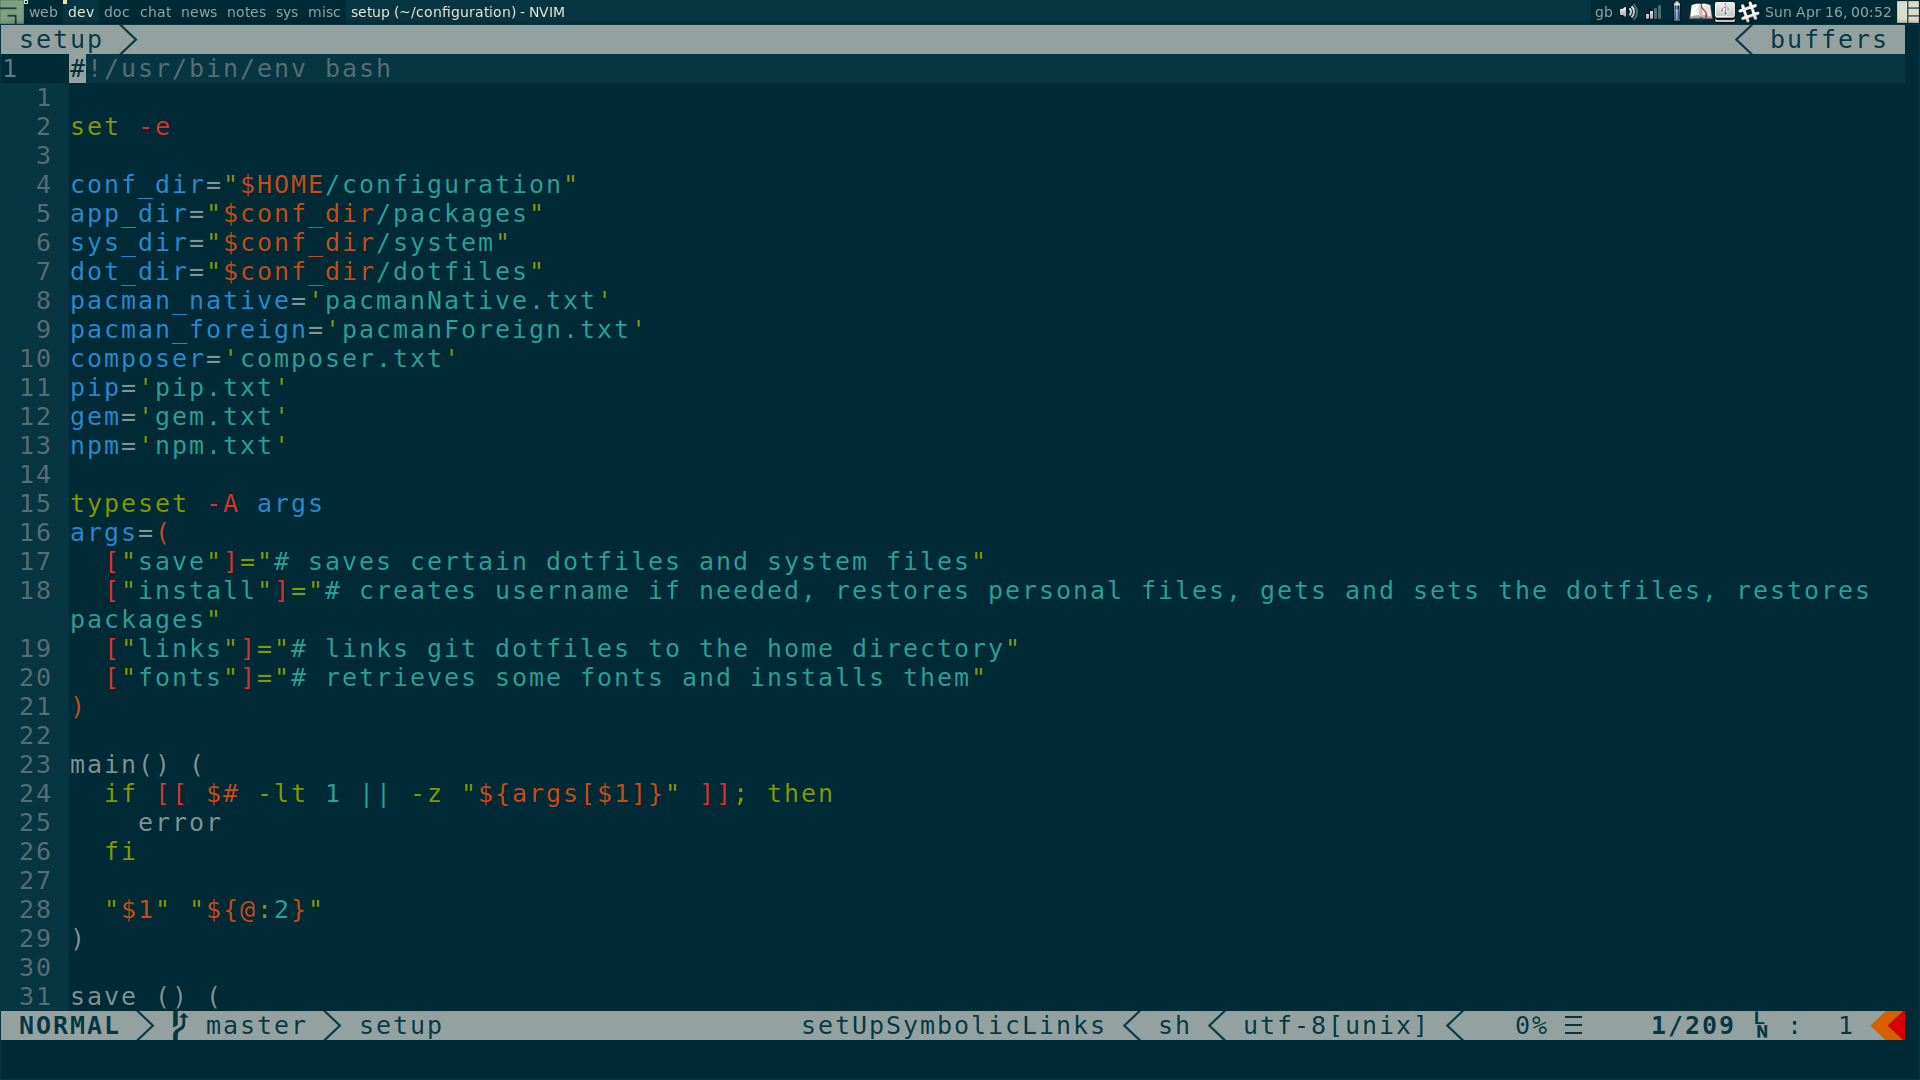 web dev doc chat news notes sys misc setup (~/configuration) - NVIM gb Sun Apr 16, 00:52
setup buffers
1 #!/usr/bin/env bash
1
2 set -e
3
4 conf_dir="$HOME/configuration"
5 app_dir="$conf_dir/packages"
6 sys_dir="$conf_dir/system"
7 dot_dir="$conf_dir/dotfiles"
8 pacman_native='pacmanNative.txt'
9 pacman_foreign='pacmanForeign.txt'
10 composer='composer.txt'
11 pip='pip.txt'
12 gem='gem.txt'
13 npm='npm.txt'
14
15 typeset -A args
16 args=(
17   ["save"]="# saves certain dotfiles and system files"
18   ["install"]="# creates username if needed, restores personal files, gets and sets the dotfiles, restores
packages"
19   ["links"]="# links git dotfiles to the home directory"
20   ["fonts"]="# retrieves some fonts and installs them"
21 )
22
23 main() (
24   if [[ $# -lt 1 || -z "${args[$1]}" ]]; then
25     error
26   fi
27
28   "$1" "${@:2}"
29 )
30
31 save () (
NORMAL master setup setUpSymbolicLinks sh utf-8[unix] 0% ☰ 1/209 LN : 1